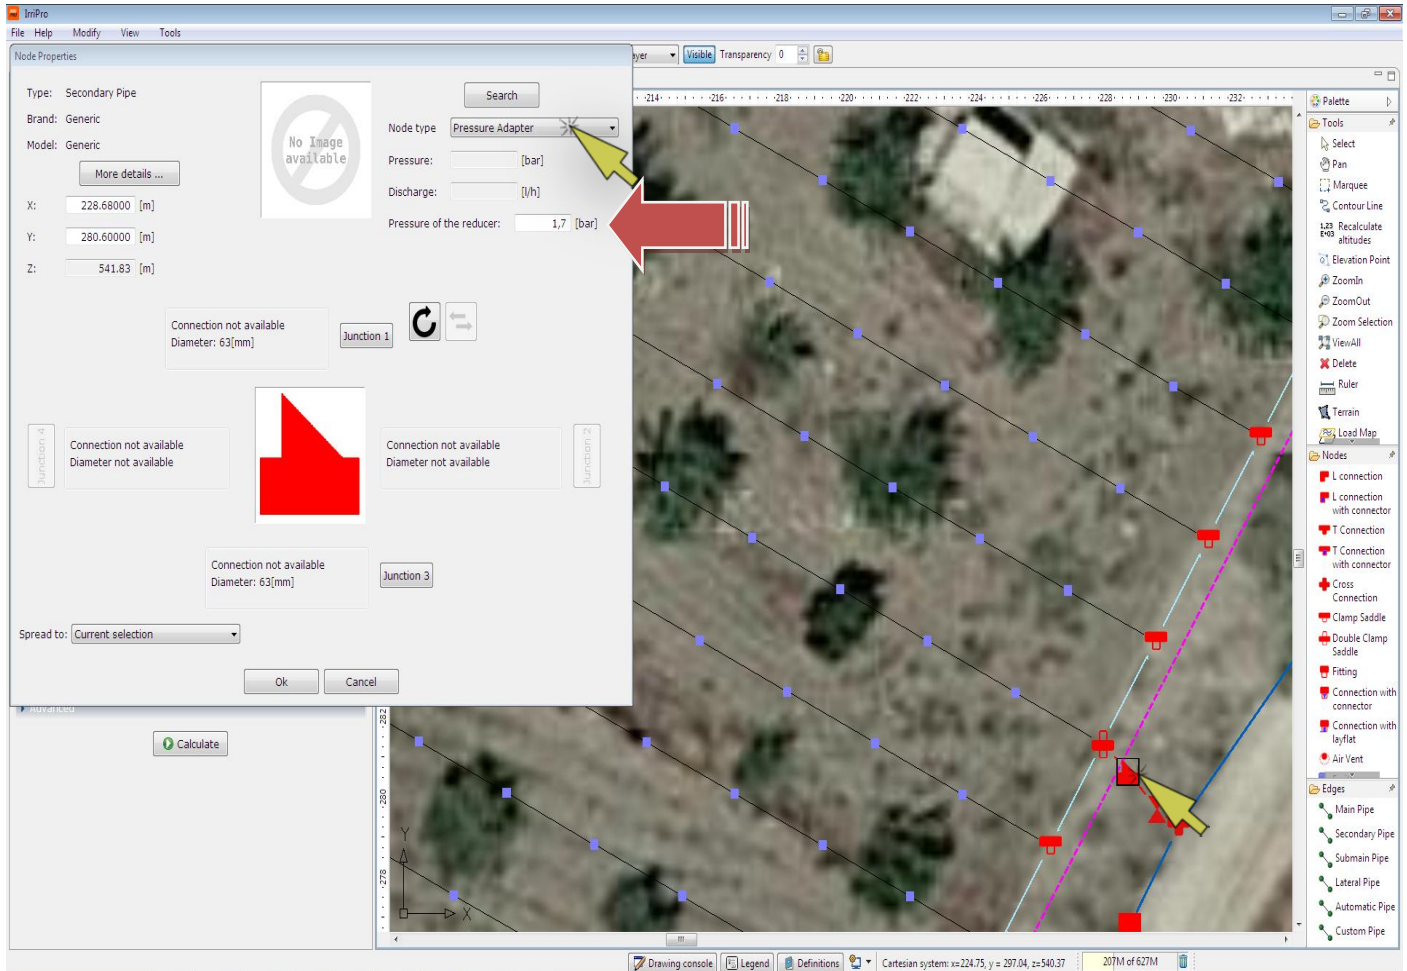 IrriPro
File Help Modify View Tools
Node Properties
ayer Visible Transparency 0
Type: Secondary Pipe
Brand: Generic
Model: Generic
More details ...
X: 228.68000 [m]
Y: 280.60000 [m]
Z: 541.83 [m]
No Image
available
Search
Node type Pressure Adapter
Pressure: [bar]
Discharge: [l/h]
Pressure of the reducer: 1,7 [bar]
Connection not available
Diameter: 63[mm]
Junction 1
Junction 4
Connection not available
Diameter not available
Connection not available
Diameter not available
Junction 2
Connection not available
Diameter: 63[mm]
Junction 3
Spread to: Current selection
Ok Cancel
Advanced
Calculate
214 216 218 220 222 224 226 228 230 232
282
280
278
Y
X
Palette
Tools
Select
Pan
Marquee
Contour Line
1,23
E+03
Recalculate
altitudes
Elevation Point
ZoomIn
ZoomOut
Zoom Selection
ViewAll
Delete
Ruler
Terrain
Load Map
Nodes
L connection
L connection
with connector
T Connection
T Connection
with connector
Cross
Connection
Clamp Saddle
Double Clamp
Saddle
Fitting
Connection with
connector
Connection with
layflat
Air Vent
Edges
Main Pipe
Secondary Pipe
Submain Pipe
Lateral Pipe
Automatic Pipe
Custom Pipe
Drawing console Legend Definitions Cartesian system: x=224.75, y = 297.04, z=540.37 207M of 627M